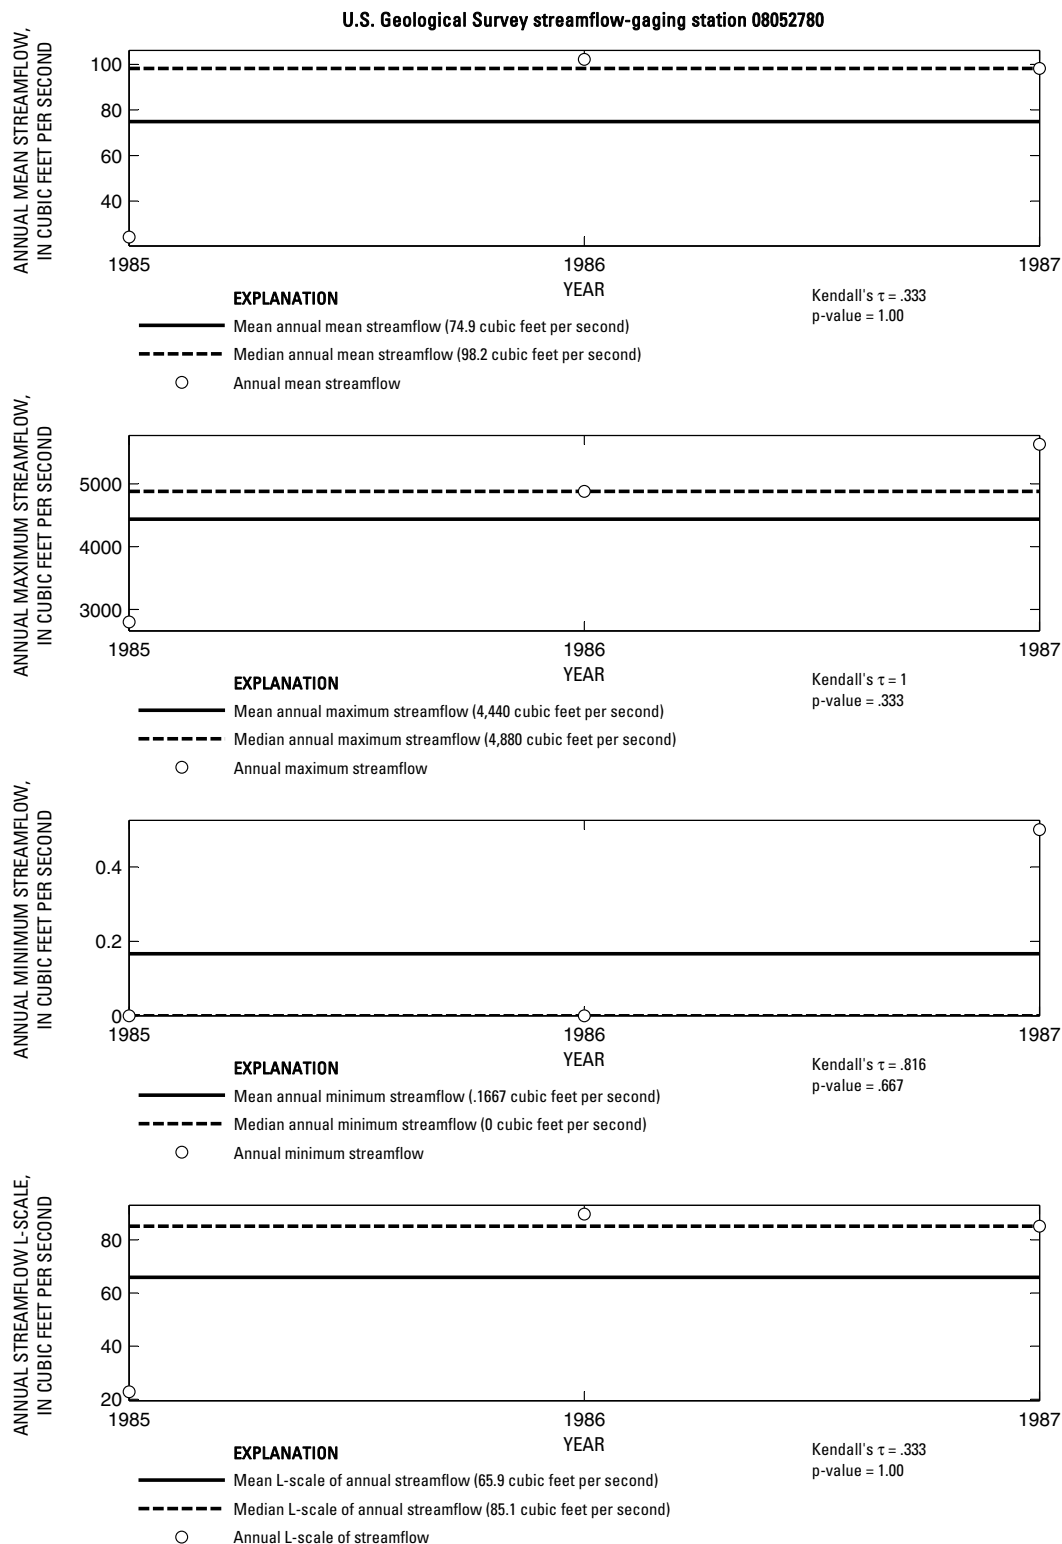 U.S. Geological Survey streamflow-gaging station 08052780
ANNUAL MEAN STREAMFLOW,
IN CUBIC FEET PER SECOND
100
80
60
40
1985
1986
1987
YEAR
EXPLANATION
Mean annual mean streamflow (74.9 cubic feet per second)
Median annual mean streamflow (98.2 cubic feet per second)
Annual mean streamflow
Kendall's τ = .333
p-value = 1.00
ANNUAL MAXIMUM STREAMFLOW,
IN CUBIC FEET PER SECOND
5000
4000
3000
1985
1986
1987
YEAR
EXPLANATION
Mean annual maximum streamflow (4,440 cubic feet per second)
Median annual maximum streamflow (4,880 cubic feet per second)
Annual maximum streamflow
Kendall's τ = 1
p-value = .333
ANNUAL MINIMUM STREAMFLOW,
IN CUBIC FEET PER SECOND
0.4
0.2
0
1985
1986
1987
YEAR
EXPLANATION
Mean annual minimum streamflow (.1667 cubic feet per second)
Median annual minimum streamflow (0 cubic feet per second)
Annual minimum streamflow
Kendall's τ = .816
p-value = .667
ANNUAL STREAMFLOW L-SCALE,
IN CUBIC FEET PER SECOND
80
60
40
20
1985
1986
1987
YEAR
EXPLANATION
Mean L-scale of annual streamflow (65.9 cubic feet per second)
Median L-scale of annual streamflow (85.1 cubic feet per second)
Annual L-scale of streamflow
Kendall's τ = .333
p-value = 1.00